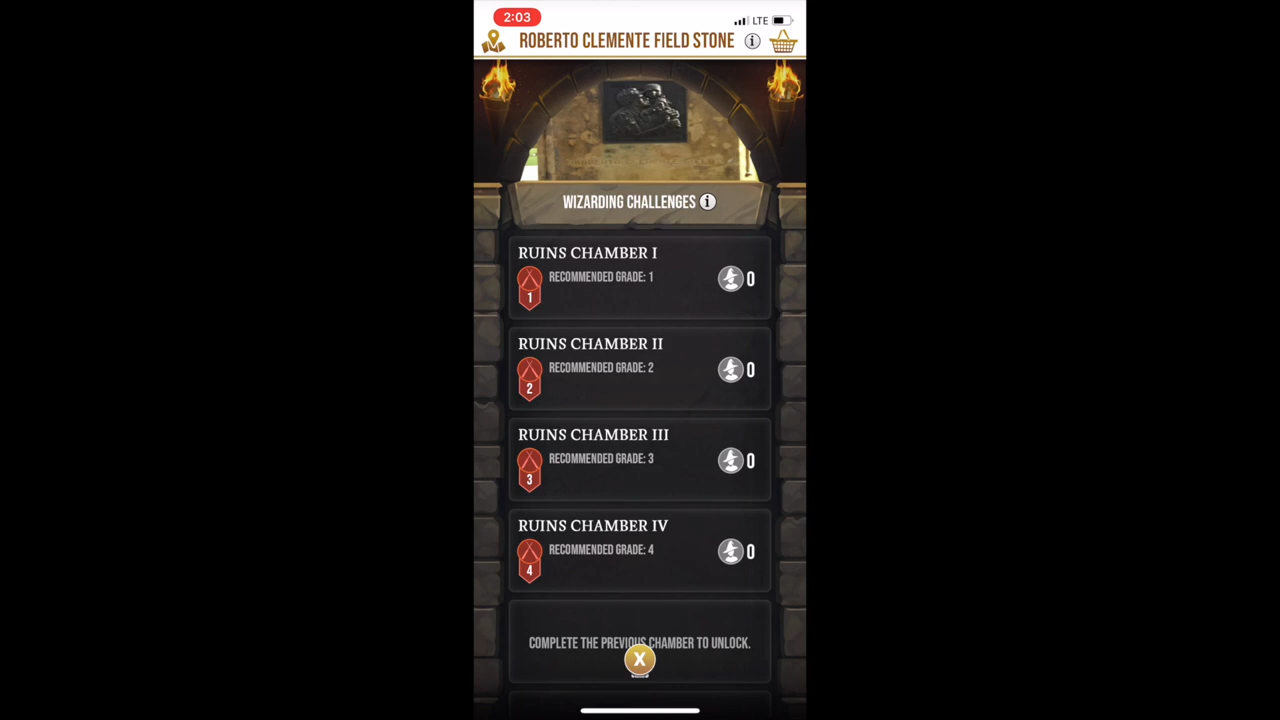 2:03
LTE
ROBERTO CLEMENTE FIELD STONE
WIZARDING CHALLENGES
RUINS CHAMBER I
RECOMMENDED GRADE: 1
1
0
RUINS CHAMBER II
RECOMMENDED GRADE: 2
2
0
RUINS CHAMBER III
RECOMMENDED GRADE: 3
3
0
RUINS CHAMBER IV
RECOMMENDED GRADE: 4
4
0
COMPLETE THE PREVIOUS CHAMBER TO UNLOCK.
X